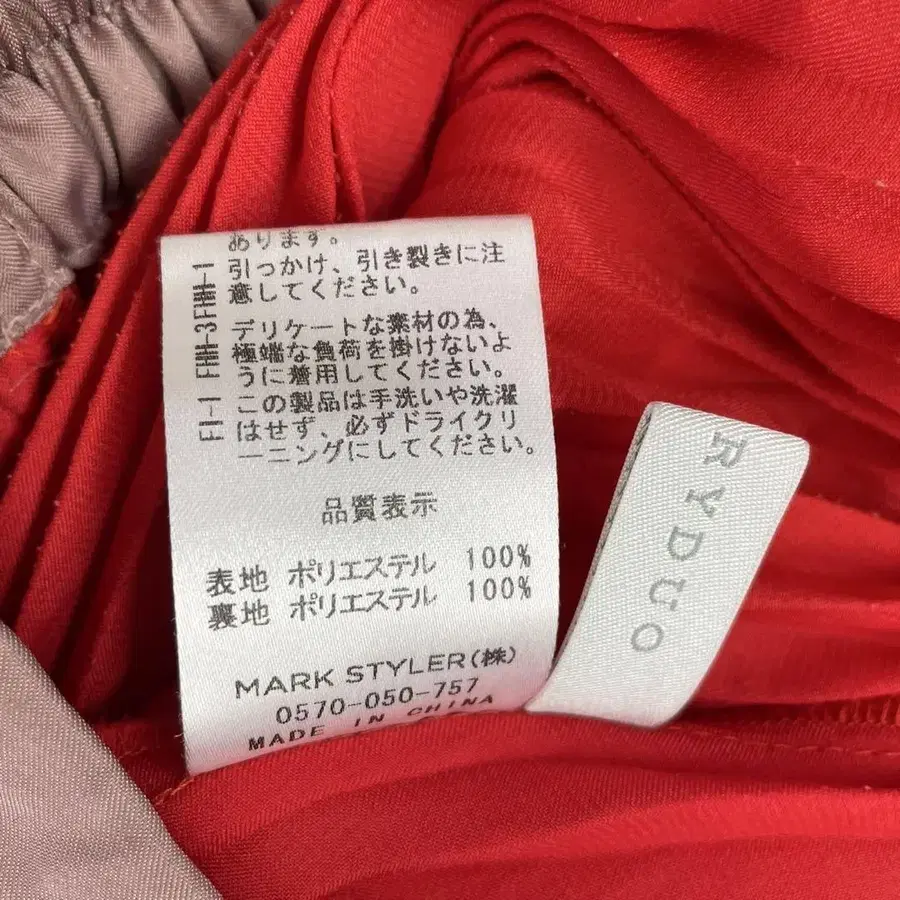 あります。
引っかけ、引き裂きに注
意してください。
デリケートな素材の為、
極端な負荷を掛けないよ
うに着用してください。
この製品は手洗いや洗濯
はせず、必ずドライクリ
ーニングにしてください。
品質表示
表地 ポリエステル 100%
裏地 ポリエステル 100%
MARK STYLER(株)
0570-050-757
MADE IN CHINA
FI-1 FHH-3FHH-1
RYDUO